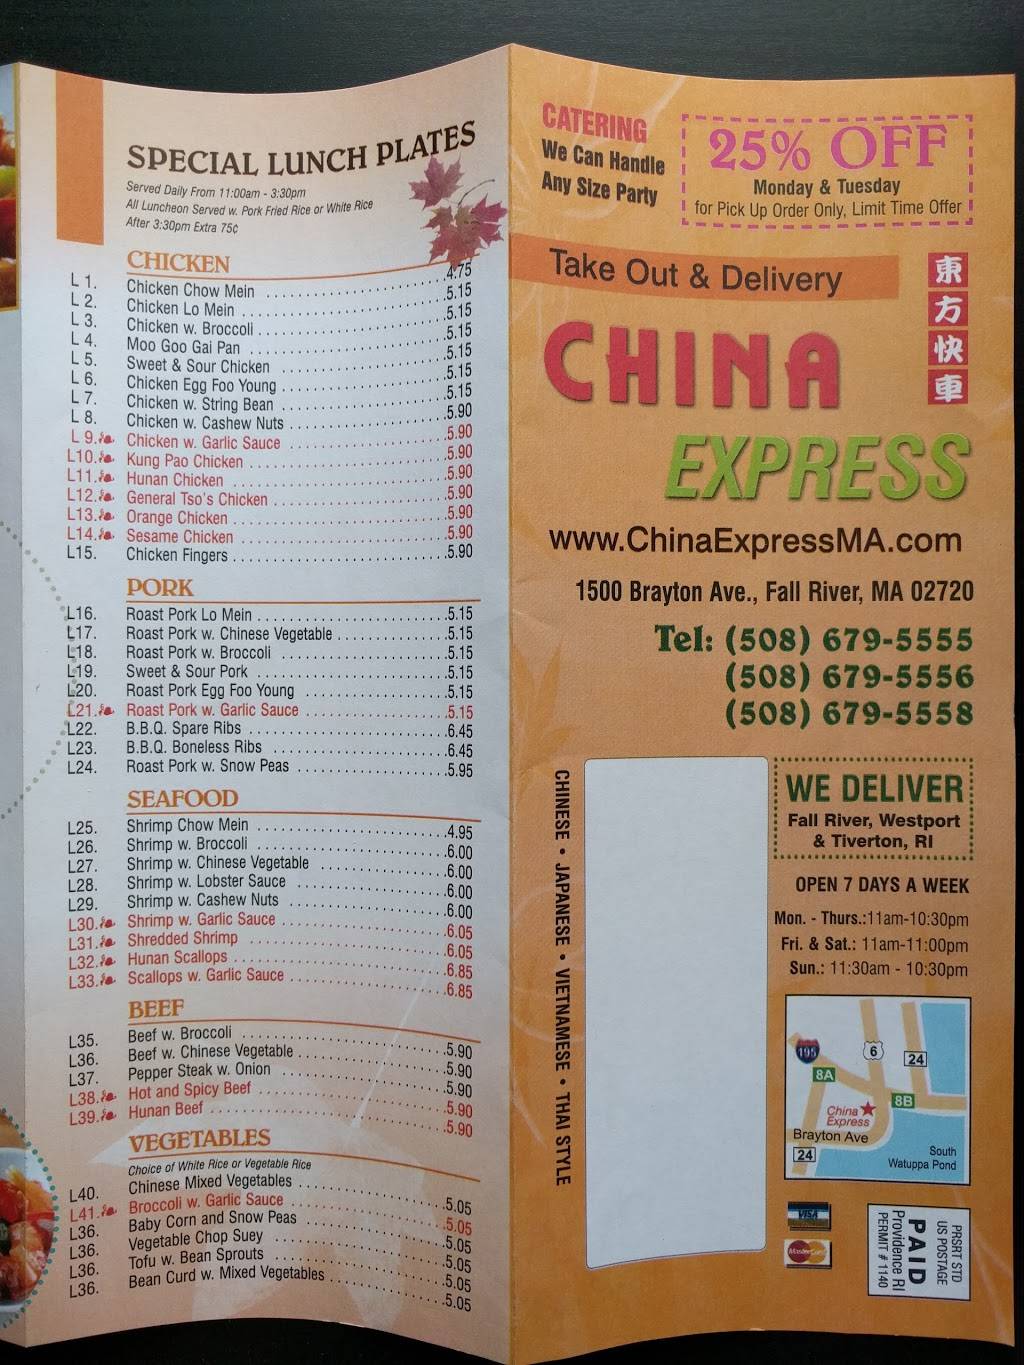 SPECIAL LUNCH PLATES
Served Daily From 11:00am - 3:30pm
All Luncheon Served w. Pork Fried Rice or White Rice
After 3:30pm Extra 75¢
CHICKEN
L 1. Chicken Chow Mein 4.75
L 2. Chicken Lo Mein 5.15
L 3. Chicken w. Broccoli 5.15
L 4. Moo Goo Gai Pan 5.15
L 5. Sweet & Sour Chicken 5.15
L 6. Chicken Egg Foo Young 5.15
L 7. Chicken w. String Bean 5.15
L 8. Chicken w. Cashew Nuts 5.90
L 9. Chicken w. Garlic Sauce 5.90
L10. Kung Pao Chicken 5.90
L11. Hunan Chicken 5.90
L12. General Tso's Chicken 5.90
L13. Orange Chicken 5.90
L14. Sesame Chicken 5.90
L15. Chicken Fingers 5.90
PORK
L16. Roast Pork Lo Mein 5.15
L17. Roast Pork w. Chinese Vegetable 5.15
L18. Roast Pork w. Broccoli 5.15
L19. Sweet & Sour Pork 5.15
L20. Roast Pork Egg Foo Young 5.15
L21. Roast Pork w. Garlic Sauce 5.15
L22. B.B.Q. Spare Ribs 6.45
L23. B.B.Q. Boneless Ribs 6.45
L24. Roast Pork w. Snow Peas 5.95
SEAFOOD
L25. Shrimp Chow Mein 4.95
L26. Shrimp w. Broccoli 6.00
L27. Shrimp w. Chinese Vegetable 6.00
L28. Shrimp w. Lobster Sauce 6.00
L29. Shrimp w. Cashew Nuts 6.00
L30. Shrimp w. Garlic Sauce 6.05
L31. Shredded Shrimp 6.05
L32. Hunan Scallops 6.85
L33. Scallops w. Garlic Sauce 6.85
BEEF
L35. Beef w. Broccoli 5.90
L36. Beef w. Chinese Vegetable 5.90
L37. Pepper Steak w. Onion 5.90
L38. Hot and Spicy Beef 5.90
L39. Hunan Beef 5.90
VEGETABLES
Choice of White Rice or Vegetable Rice
L40. Chinese Mixed Vegetables 5.05
L41. Broccoli w. Garlic Sauce 5.05
L36. Baby Corn and Snow Peas 5.05
L36. Vegetable Chop Suey 5.05
L36. Tofu w. Bean Sprouts 5.05
L36. Bean Curd w. Mixed Vegetables 5.05
CATERING
We Can Handle
Any Size Party
25% OFF
Monday & Tuesday
for Pick Up Order Only, Limit Time Offer
Take Out & Delivery
東方快車
CHINA
EXPRESS
www.ChinaExpressMA.com
1500 Brayton Ave., Fall River, MA 02720
Tel: (508) 679-5555
(508) 679-5556
(508) 679-5558
CHINESE • JAPANESE • VIETNAMESE • THAI STYLE
WE DELIVER
Fall River, Westport
& Tiverton, RI
OPEN 7 DAYS A WEEK
Mon. - Thurs.:11am-10:30pm
Fri. & Sat.: 11am-11:00pm
Sun.: 11:30am - 10:30pm
195
6
24
8A
8B
China
Express
Brayton Ave
24
South
Watuppa Pond
VISA
MasterCard
PRSRT STD
US POSTAGE
PAID
Providence RI
PERMIT # 1140